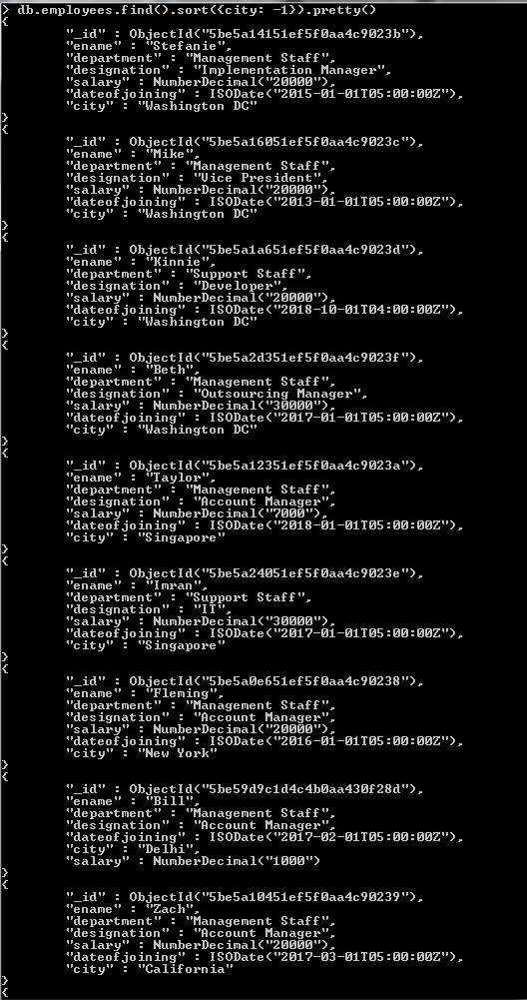 > db.employees.find().sort({city: -1}).pretty()
{
"_id" : ObjectId("5be5a14151ef5f0aa4c9023b"),
"ename" : "Stefanie",
"department" : "Management Staff",
"designation" : "Implementation Manager",
"salary" : NumberDecimal("20000"),
"dateofjoining" : ISODate("2015-01-01T05:00:00Z"),
"city" : "Washington DC"
}
{
"_id" : ObjectId("5be5a16051ef5f0aa4c9023c"),
"ename" : "Mike",
"department" : "Management Staff",
"designation" : "Vice President",
"salary" : NumberDecimal("20000"),
"dateofjoining" : ISODate("2013-01-01T05:00:00Z"),
"city" : "Washington DC"
}
{
"_id" : ObjectId("5be5a1a651ef5f0aa4c9023d"),
"ename" : "Kinnie",
"department" : "Support Staff",
"designation" : "Developer",
"salary" : NumberDecimal("20000"),
"dateofjoining" : ISODate("2018-10-01T04:00:00Z"),
"city" : "Washington DC"
}
{
"_id" : ObjectId("5be5a2d351ef5f0aa4c9023f"),
"ename" : "Beth",
"department" : "Management Staff",
"designation" : "Outsourcing Manager",
"salary" : NumberDecimal("30000"),
"dateofjoining" : ISODate("2017-01-01T05:00:00Z"),
"city" : "Washington DC"
}
{
"_id" : ObjectId("5be5a12351ef5f0aa4c9023a"),
"ename" : "Taylor",
"department" : "Management Staff",
"designation" : "Account Manager",
"salary" : NumberDecimal("7000"),
"dateofjoining" : ISODate("2018-01-01T05:00:00Z"),
"city" : "Singapore"
}
{
"_id" : ObjectId("5be5a24051ef5f0aa4c9023e"),
"ename" : "Imran",
"department" : "Support Staff",
"designation" : "IT",
"salary" : NumberDecimal("30000"),
"dateofjoining" : ISODate("2017-01-01T05:00:00Z"),
"city" : "Singapore"
}
{
"_id" : ObjectId("5be5a0e651ef5f0aa4c90238"),
"ename" : "Fleming",
"department" : "Management Staff",
"designation" : "Account Manager",
"salary" : NumberDecimal("20000"),
"dateofjoining" : ISODate("2016-01-01T05:00:00Z"),
"city" : "New York"
}
{
"_id" : ObjectId("5be59d9c1d4c4b0aa430f28d"),
"ename" : "Bill",
"department" : "Management Staff",
"designation" : "Account Manager",
"dateofjoining" : ISODate("2017-02-01T05:00:00Z"),
"city" : "Delhi",
"salary" : NumberDecimal("1000")
}
{
"_id" : ObjectId("5be5a10451ef5f0aa4c90239"),
"ename" : "Zach",
"department" : "Management Staff",
"designation" : "Account Manager",
"salary" : NumberDecimal("20000"),
"dateofjoining" : ISODate("2017-03-01T05:00:00Z"),
"city" : "California"
}
{